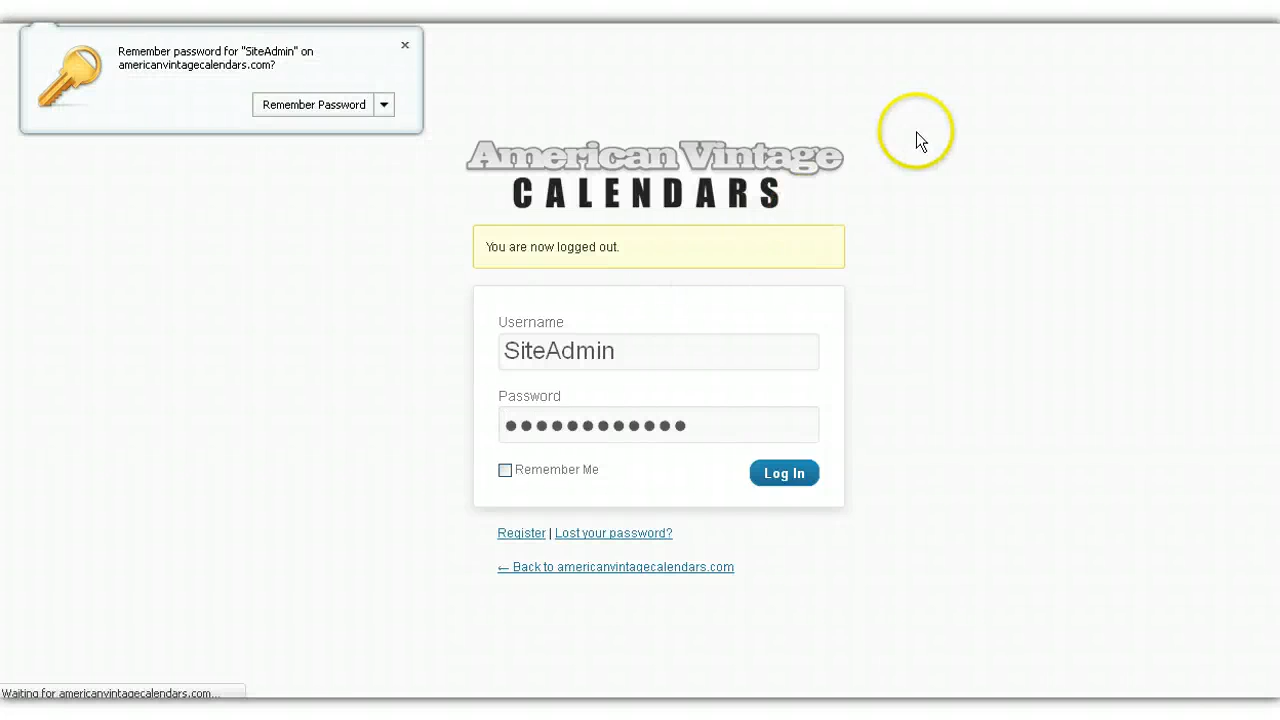 Remember password for "SiteAdmin" on
americanvintagecalendars.com?
Remember Password
American Vintage
CALENDARS
You are now logged out.
Username
SiteAdmin
Password
Remember Me
Log In
Register | Lost your password?
← Back to americanvintagecalendars.com
Waiting for americanvintagecalendars.com...